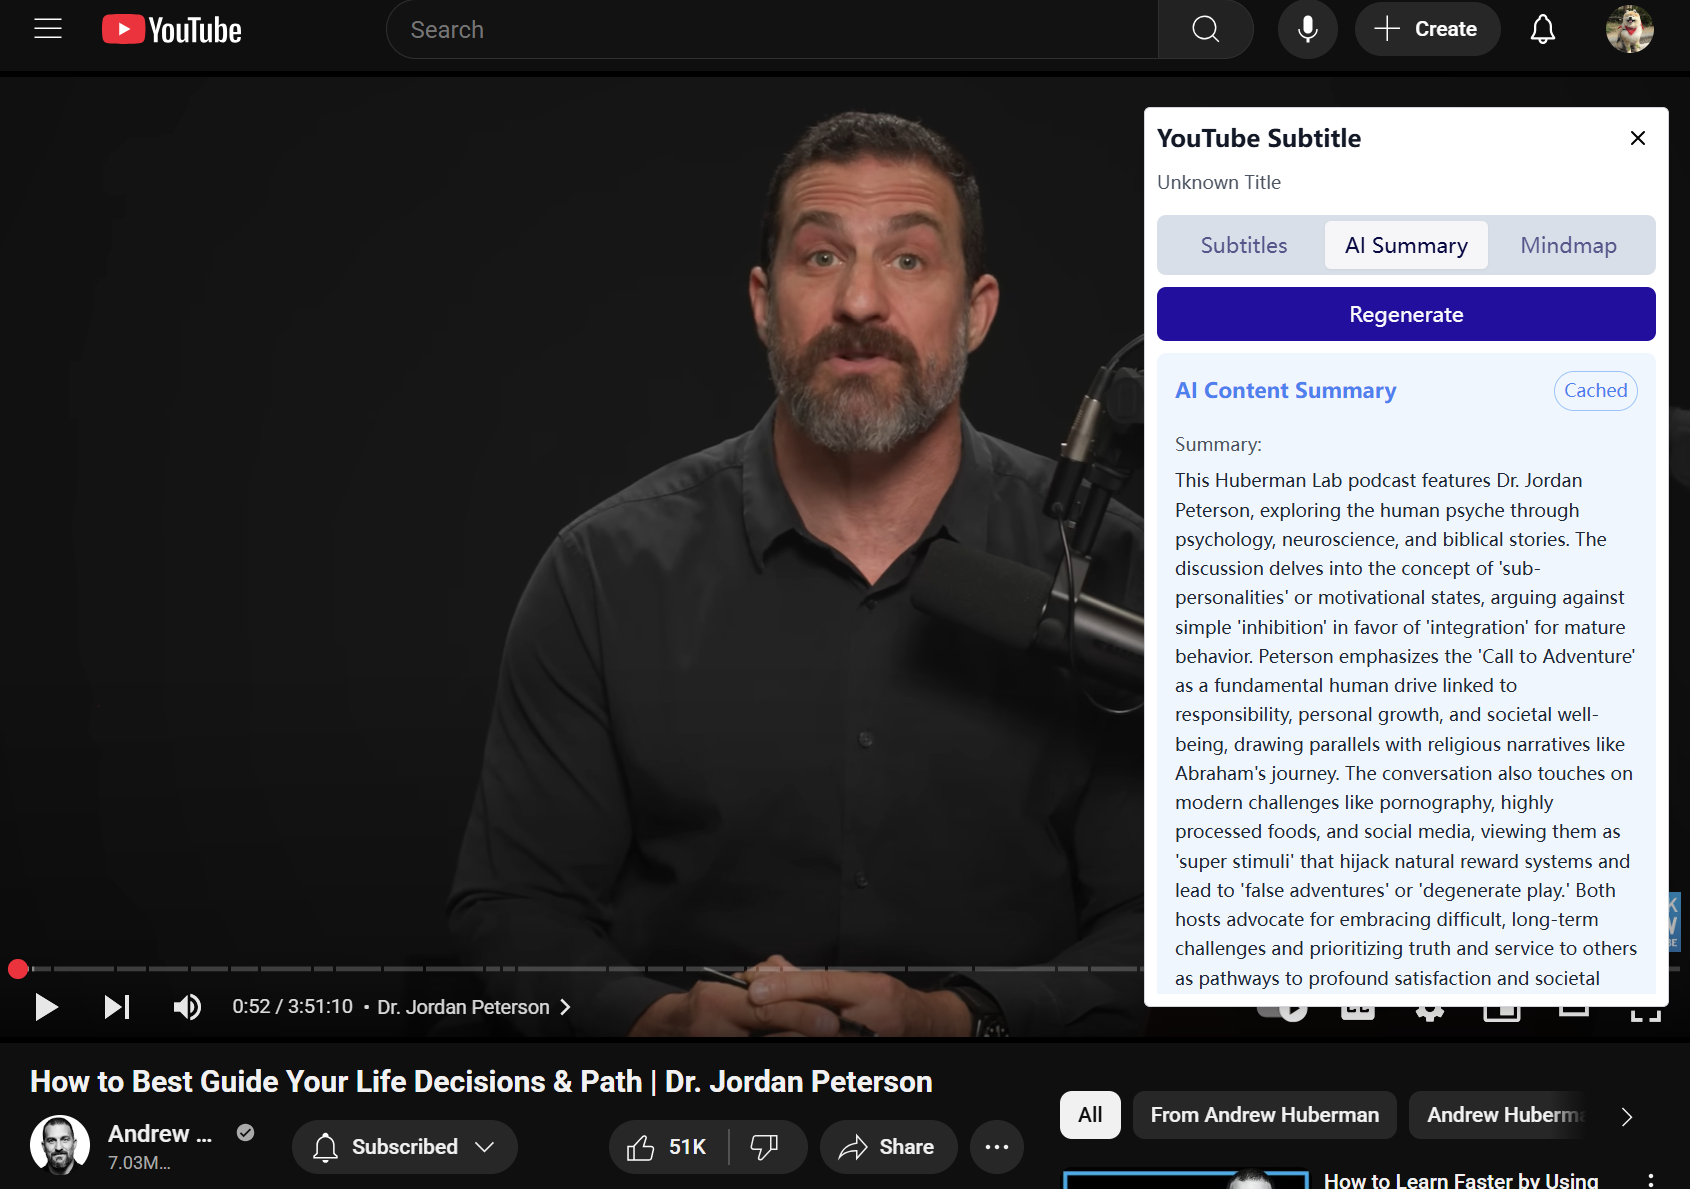 YouTube
Search
Create
YouTube Subtitle
Unknown Title
Subtitles
AI Summary
Mindmap
Regenerate
AI Content Summary
Cached
Summary:
This Huberman Lab podcast features Dr. Jordan
Peterson, exploring the human psyche through
psychology, neuroscience, and biblical stories. The
discussion delves into the concept of 'sub-
personalities' or motivational states, arguing against
simple 'inhibition' in favor of 'integration' for mature
behavior. Peterson emphasizes the 'Call to Adventure'
as a fundamental human drive linked to
responsibility, personal growth, and societal well-
being, drawing parallels with religious narratives like
Abraham's journey. The conversation also touches on
modern challenges like pornography, highly
processed foods, and social media, viewing them as
'super stimuli' that hijack natural reward systems and
lead to 'false adventures' or 'degenerate play.' Both
hosts advocate for embracing difficult, long-term
challenges and prioritizing truth and service to others
as pathways to profound satisfaction and societal
0:52 / 3:51:10 • Dr. Jordan Peterson
How to Best Guide Your Life Decisions & Path | Dr. Jordan Peterson
Andrew ...
7.03M...
Subscribed
51K
Share
All
From Andrew Huberman
Andrew Huberma
How to Learn Faster by Using